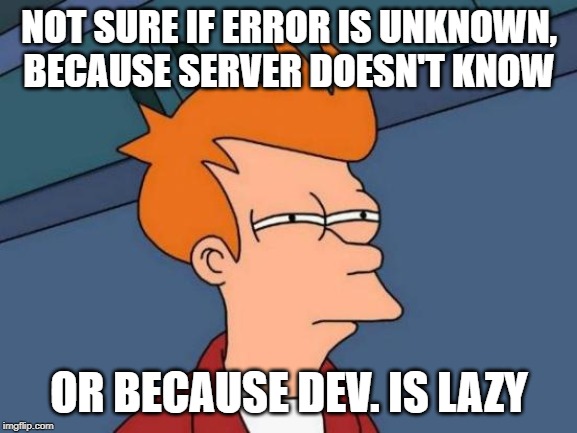 NOT SURE IF ERROR IS UNKNOWN,
BECAUSE SERVER DOESN'T KNOW
OR BECAUSE DEV. IS LAZY
imgflip.com